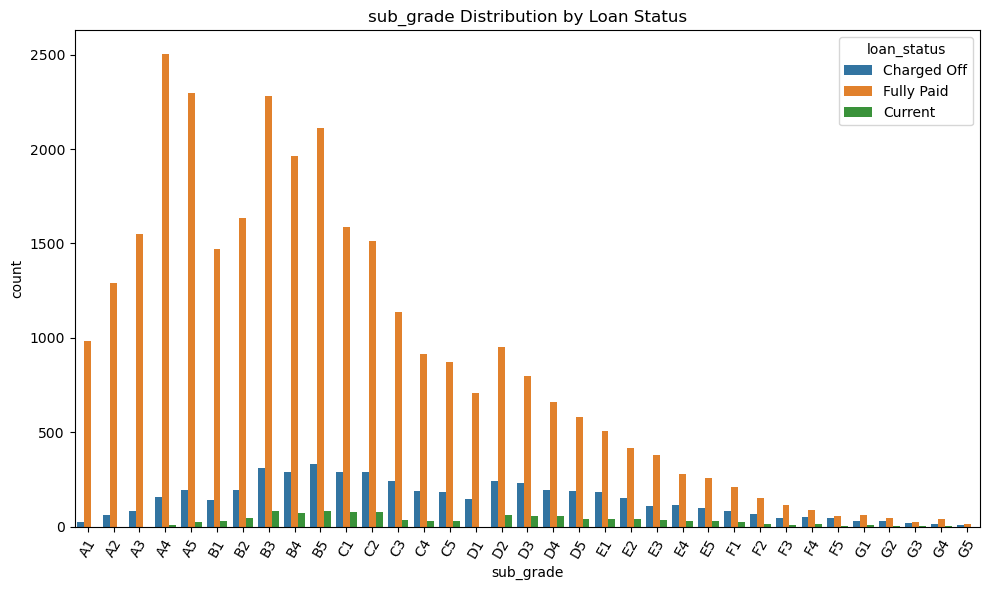 sub_grade Distribution by Loan Status
loan_status
Charged Off
Fully Paid
Current
count
2500
2000
1500
1000
500
0
A1 A2 A3 A4 A5 B1 B2 B3 B4 B5 C1 C2 C3 C4 C5 D1 D2 D3 D4 D5 E1 E2 E3 E4 E5 F1 F2 F3 F4 F5 G1 G2 G3 G4 G5
sub_grade